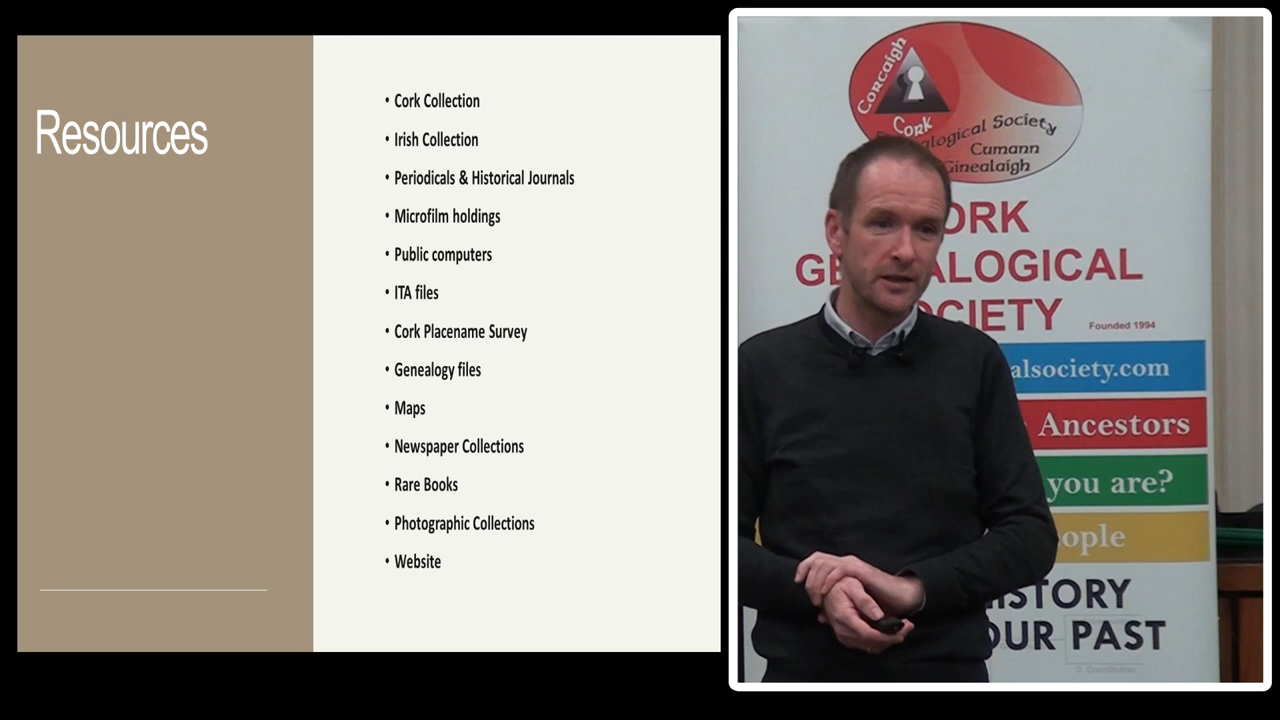 Resources
• Cork Collection
• Irish Collection
• Periodicals & Historical Journals
• Microfilm holdings
• Public computers
• ITA files
• Cork Placename Survey
• Genealogy files
• Maps
• Newspaper Collections
• Rare Books
• Photographic Collections
• Website
Corcaigh
Cork
alogical Society
Cumann
Ginealaigh
ORK
GE ALOGICAL
OCIETY
Founded 1994
alsociety.com
Ancestors
you are?
ople
ISTORY
OUR PAST